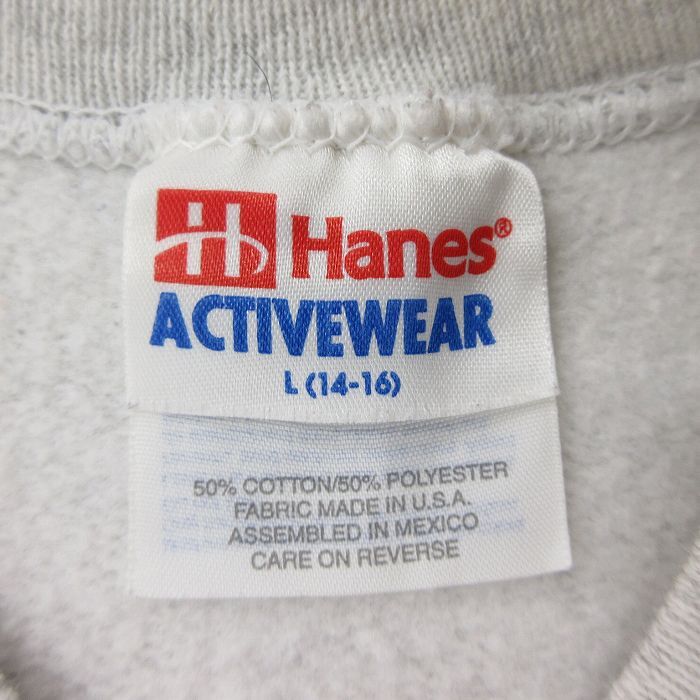 H Hanes®
ACTIVEWEAR
L (14-16)
50% COTTON/50% POLYESTER
FABRIC MADE IN U.S.A.
ASSEMBLED IN MEXICO
CARE ON REVERSE